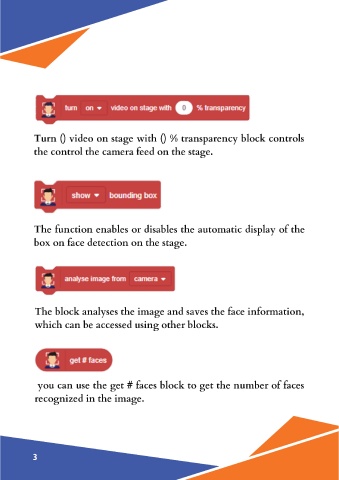 turn on video on stage with 0 % transparency
Turn () video on stage with () % transparency block controls
the control the camera feed on the stage.
show bounding box
The function enables or disables the automatic display of the
box on face detection on the stage.
analyse image from camera
The block analyses the image and saves the face information,
which can be accessed using other blocks.
get # faces
you can use the get # faces block to get the number of faces
recognized in the image.
3